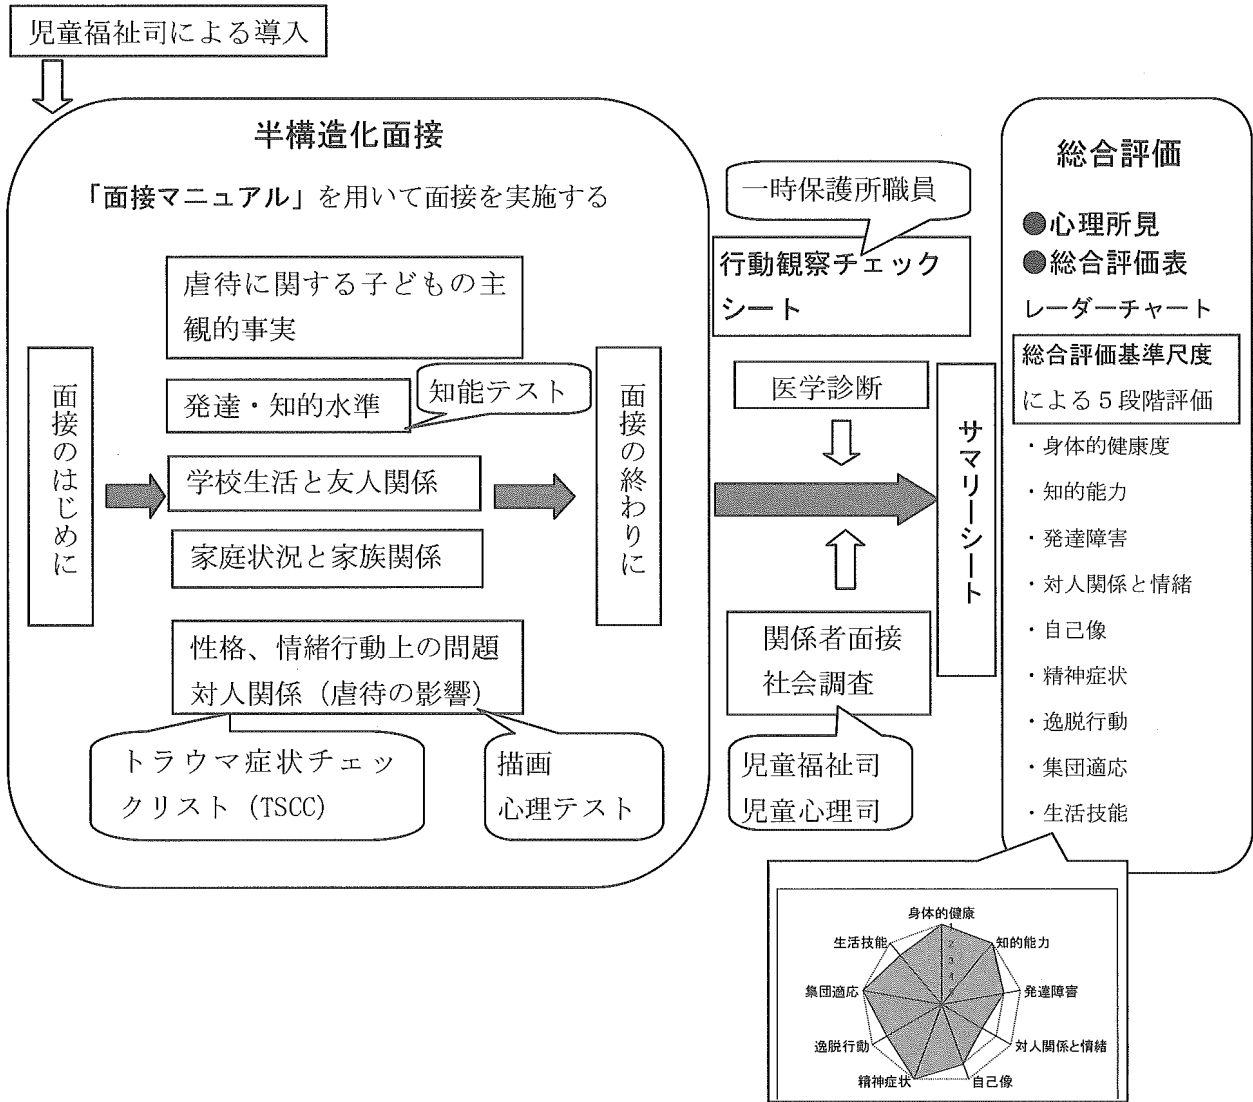 児童福祉司による導入
半構造化面接
「面接マニュアル」を用いて面接を実施する
面接のはじめに
虐待に関する子どもの主
観的事実
発達・知的水準
知能テスト
学校生活と友人関係
家庭状況と家族関係
性格、情緒行動上の問題
対人関係（虐待の影響）
トラウマ症状チェッ
クリスト（TSCC）
描画
心理テスト
面接の終わりに
一時保護所職員
行動観察チェック
シート
医学診断
関係者面接
社会調査
児童福祉司
児童心理司
サマリーシート
総合評価
●心理所見
●総合評価表
レーダーチャート
総合評価基準尺度
による５段階評価
・身体的健康度
・知的能力
・発達障害
・対人関係と情緒
・自己像
・精神症状
・逸脱行動
・集団適応
・生活技能
身体的健康
知的能力
発達障害
対人関係と情緒
自己像
精神症状
逸脱行動
集団適応
生活技能
1
2
3
4